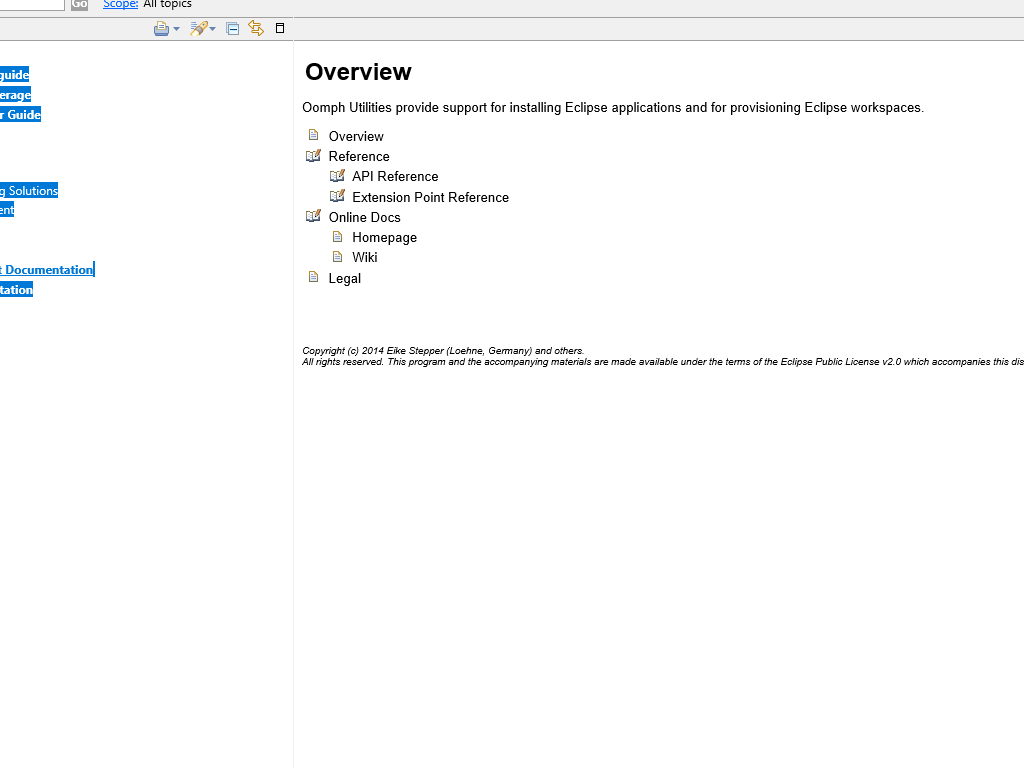 Go Scope: All topics
guide
erage
r Guide
g Solutions
ent
t Documentation
tation
Overview
Oomph Utilities provide support for installing Eclipse applications and for provisioning Eclipse workspaces.
Overview
Reference
API Reference
Extension Point Reference
Online Docs
Homepage
Wiki
Legal
Copyright (c) 2014 Eike Stepper (Loehne, Germany) and others.
All rights reserved. This program and the accompanying materials are made available under the terms of the Eclipse Public License v2.0 which accompanies this dis